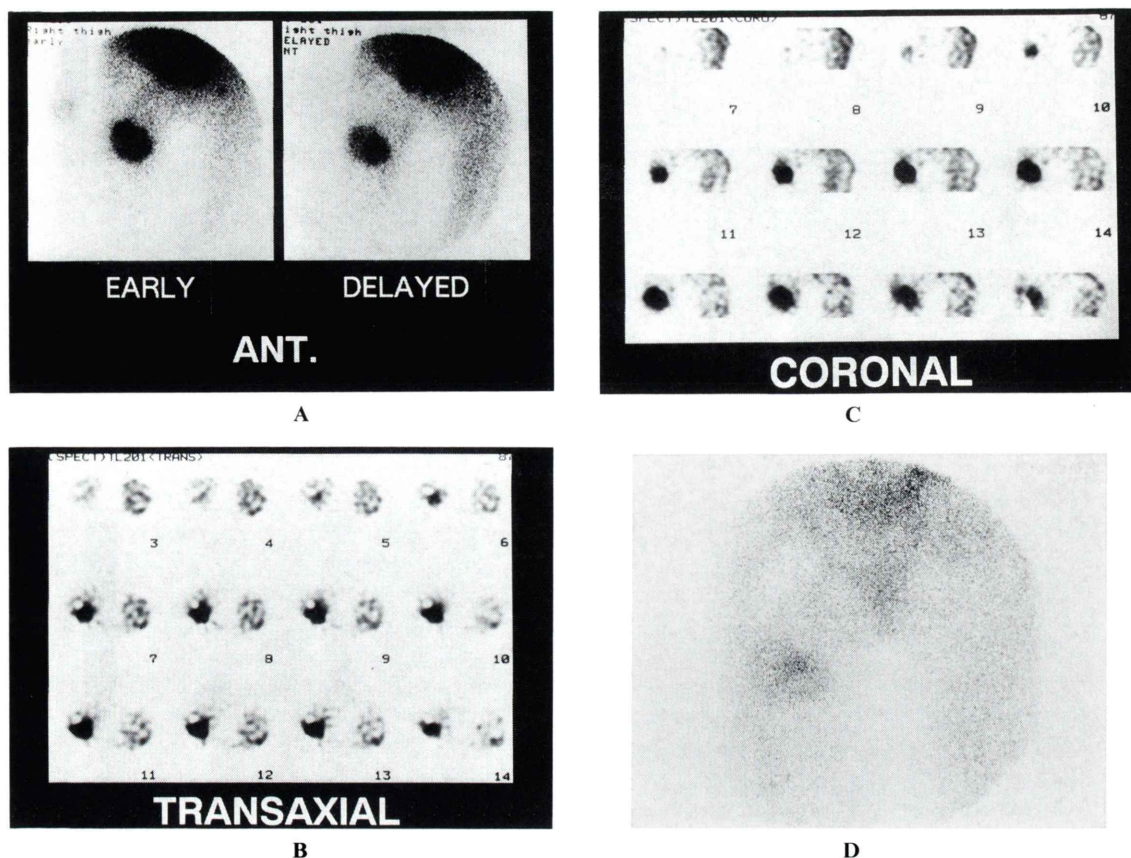 Right thigh
early
ight thigh
ELAYED
NT
EARLY
DELAYED
ANT.
A
SPECT)TL201(CORO)
7
8
9
10
11
12
13
14
CORONAL
C
(SPECT)TL201<TRANS>
3
4
5
6
7
8
9
10
11
12
13
14
TRANSAXIAL
B
D